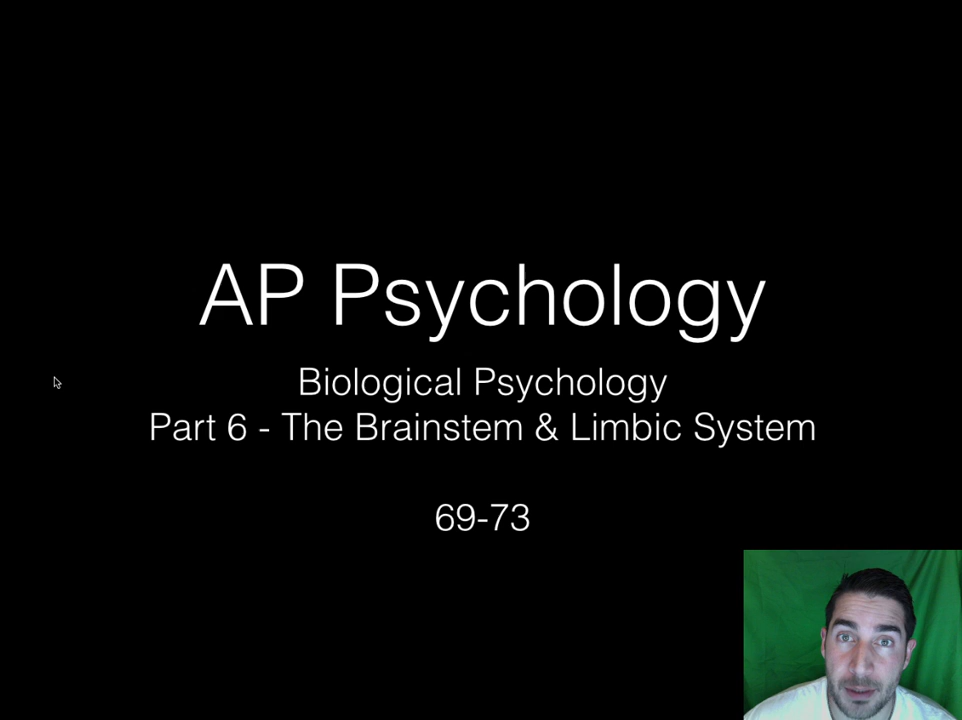 AP Psychology
Biological Psychology
Part 6 - The Brainstem & Limbic System
69-73